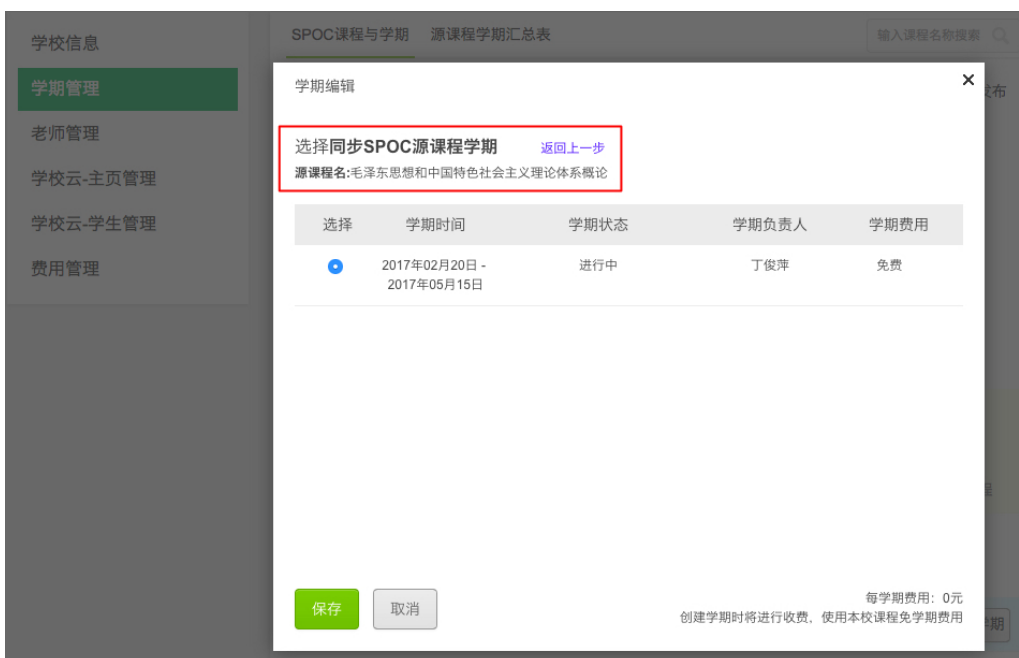 学校信息
学期管理
老师管理
学校云-主页管理
学校云-学生管理
费用管理
SPOC课程与学期 源课程学期汇总表
输入课程名称搜索
学期编辑
×
布
选择同步SPOC源课程学期 返回上一步
源课程名:毛泽东思想和中国特色社会主义理论体系概论
选择 学期时间 学期状态 学期负责人 学期费用
2017年02月20日 - 进行中 丁俊萍 免费
2017年05月15日
保存 取消
每学期费用：0元
创建学期时将进行收费，使用本校课程免学期费用
期